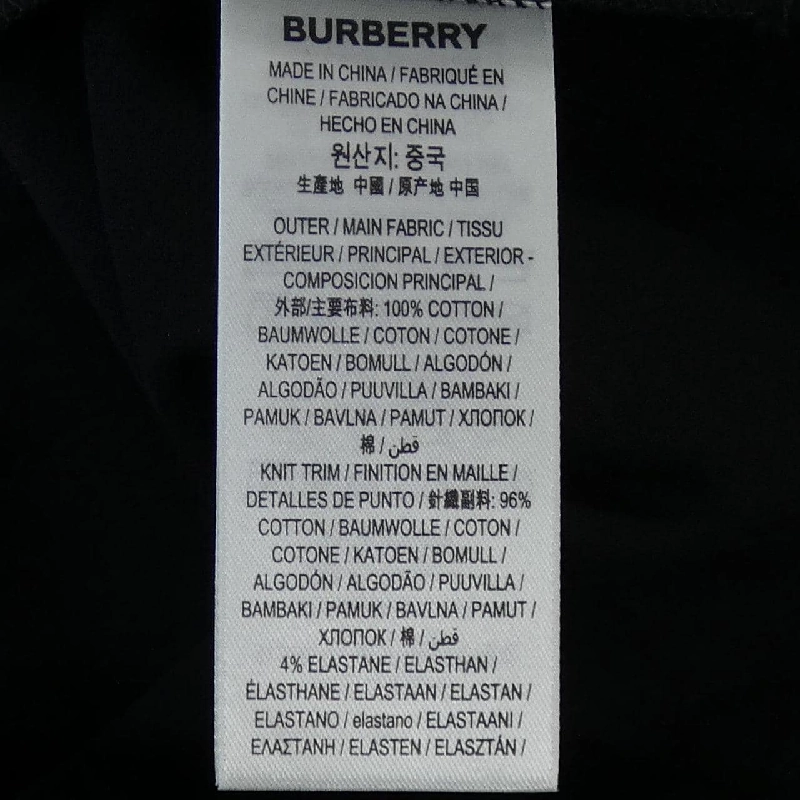 BURBERRY
MADE IN CHINA / FABRIQUÉ EN
CHINE / FABRICADO NA CHINA /
HECHO EN CHINA
원산지: 중국
生產地 中國 / 原产地 中国
OUTER / MAIN FABRIC / TISSU
EXTÉRIEUR / PRINCIPAL / EXTERIOR -
COMPOSICION PRINCIPAL /
外部/主要布料: 100% COTTON /
BAUMWOLLE / COTON / COTONE /
KATOEN / BOMULL / ALGODÓN /
ALGODÃO / PUUVILLA / BAMBAKI /
PAMUK / BAVLNA / PAMUT / ХЛОПОК /
棉 / قطن
KNIT TRIM / FINITION EN MAILLE /
DETALLES DE PUNTO / 針織副料: 96%
COTTON / BAUMWOLLE / COTON /
COTONE / KATOEN / BOMULL /
ALGODÓN / ALGODÃO / PUUVILLA /
BAMBAKI / PAMUK / BAVLNA / PAMUT /
ХЛОПОК / 棉 / قطن
4% ELASTANE / ELASTHAN /
ÉLASTHANE / ELASTAAN / ELASTAN /
ELASTANO / elastano / ELASTAANI /
ΕΛΑΣΤΑΝΗ / ELASTEN / ELASZTÁN /